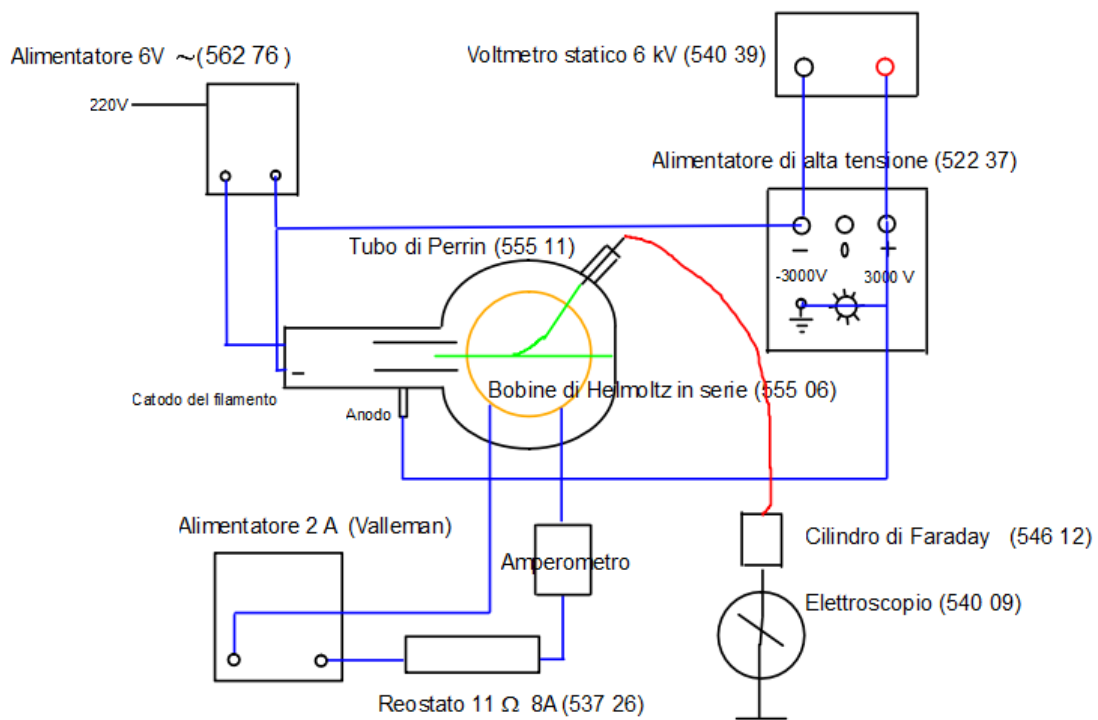 Alimentatore 6V ~(562 76 )
Voltmetro statico 6 kV (540 39)
220V
Alimentatore di alta tensione (522 37)
Tubo di Perrin (555 11)
− 0 +
-3000V 3000 V
−
Bobine di Helmoltz in serie (555 06)
Catodo del filamento
Anodo
Alimentatore 2 A (Valleman)
Amperometro
Cilindro di Faraday (546 12)
Elettroscopio (540 09)
Reostato 11 Ω 8A (537 26)